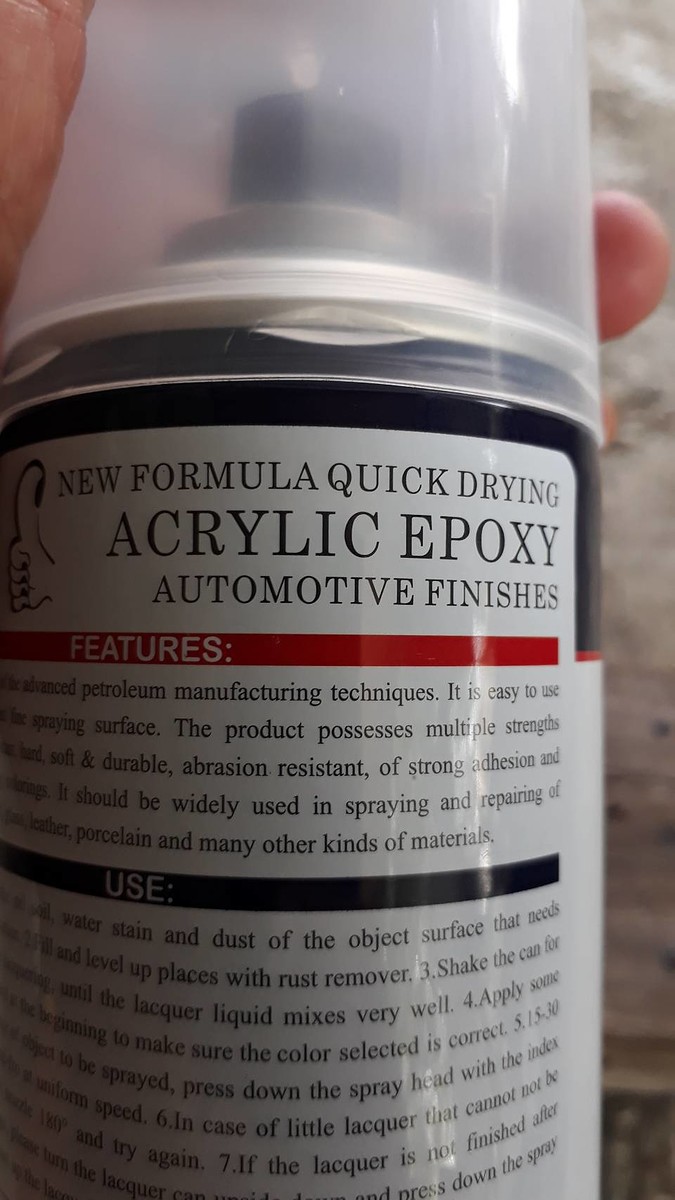 NEW FORMULA QUICK DRYING
ACRYLIC EPOXY
AUTOMOTIVE FINISHES
FEATURES:
the advanced petroleum manufacturing techniques. It is easy to use
spraying surface. The product possesses multiple strengths
hard, soft & durable, abrasion resistant, of strong adhesion and
It should be widely used in spraying and repairing of
leather, porcelain and many other kinds of materials.
USE:
water stain and dust of the object surface that needs
and level up places with rust remover. 3.Shake the can for
until the lacquer liquid mixes very well. 4.Apply some
at the beginning to make sure the color selected is correct. 5.15-30
object to be sprayed, press down the spray head with the index
at uniform speed. 6.In case of little lacquer that cannot not be
180° and try again. 7.If the lacquer is not finished after
please turn the lacquer can and press down the spray